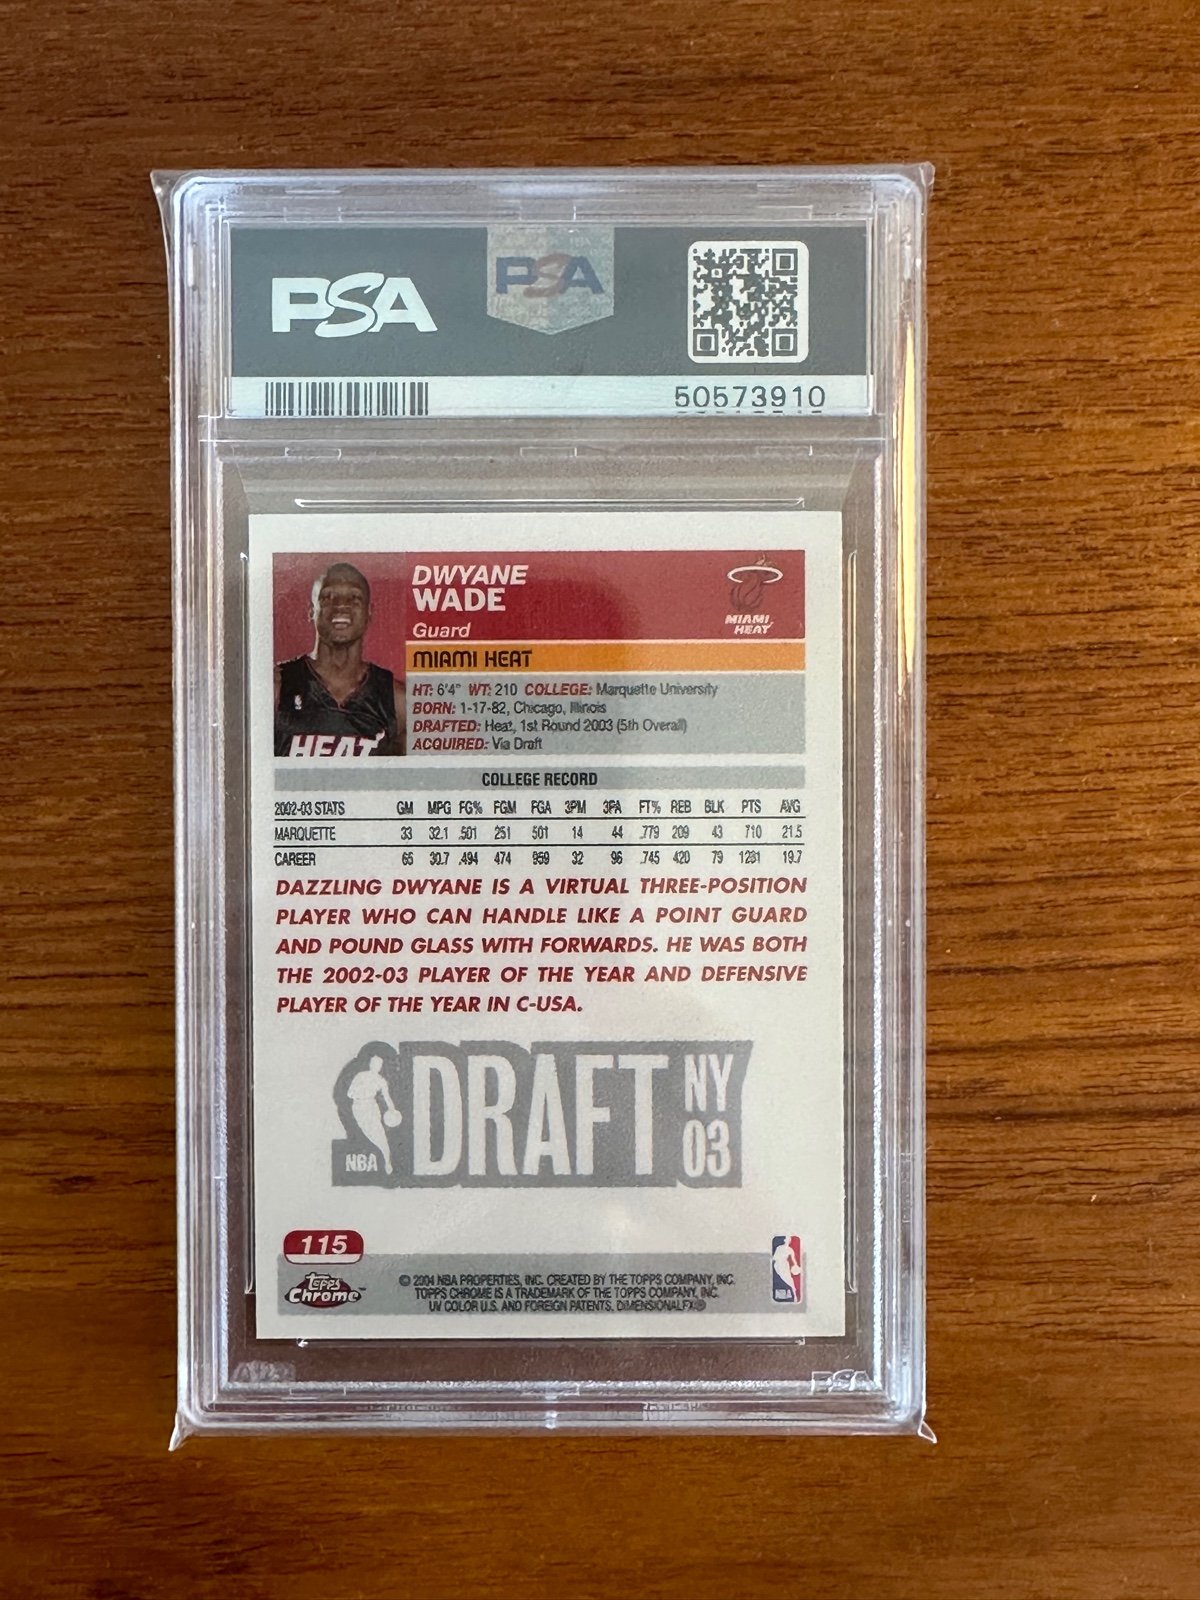 PSA
PSA
50573910
DWYANE
WADE
Guard
MIAMI HEAT
MIAMI
HEAT
HEAT
HT: 6'4" WT: 210 COLLEGE: Marquette University
BORN: 1-17-82, Chicago, Illinois
DRAFTED: Heat, 1st Round 2003 (5th Overall)
ACQUIRED: Via Draft
COLLEGE RECORD
2002-03 STATS GM MPG FG% FGM FGA 3PM 3PA FT% REB BLK PTS AVG
MARQUETTE 33 32.1 .501 251 501 14 44 .779 209 43 710 21.5
CAREER 65 30.7 .494 474 959 32 96 .745 420 79 1281 19.7
DAZZLING DWYANE IS A VIRTUAL THREE-POSITION
PLAYER WHO CAN HANDLE LIKE A POINT GUARD
AND POUND GLASS WITH FORWARDS. HE WAS BOTH
THE 2002-03 PLAYER OF THE YEAR AND DEFENSIVE
PLAYER OF THE YEAR IN C-USA.
NBA DRAFT NY 03
115
Topps
Chrome
© 2004 NBA PROPERTIES, INC. CREATED BY THE TOPPS COMPANY, INC.
TOPPS CHROME IS A TRADEMARK OF THE TOPPS COMPANY, INC.
UV COLOR U.S. AND FOREIGN PATENTS. DIMENSIONALFX®
NBA
PSA